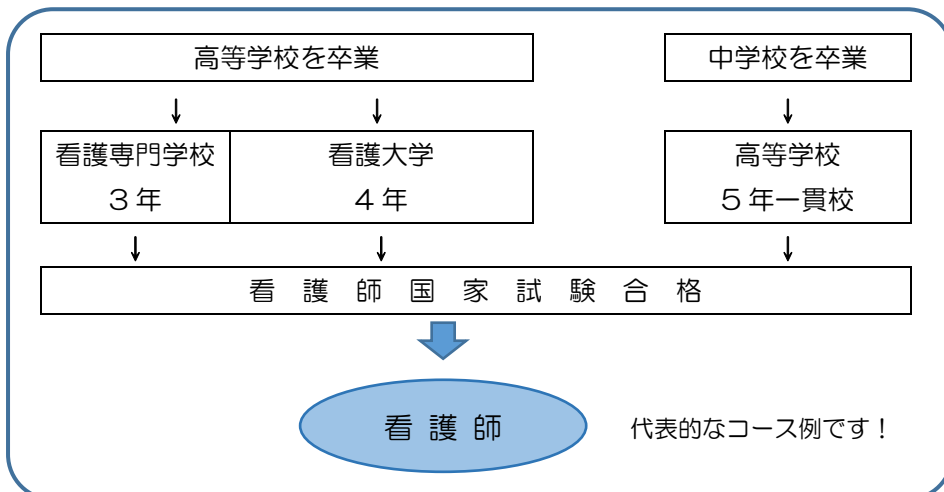 高等学校を卒業
中学校を卒業
↓
↓
↓
看護専門学校
3年
看護大学
4年
高等学校
5年一貫校
↓
↓
↓
看護師国家試験合格
看護師
代表的なコース例です！